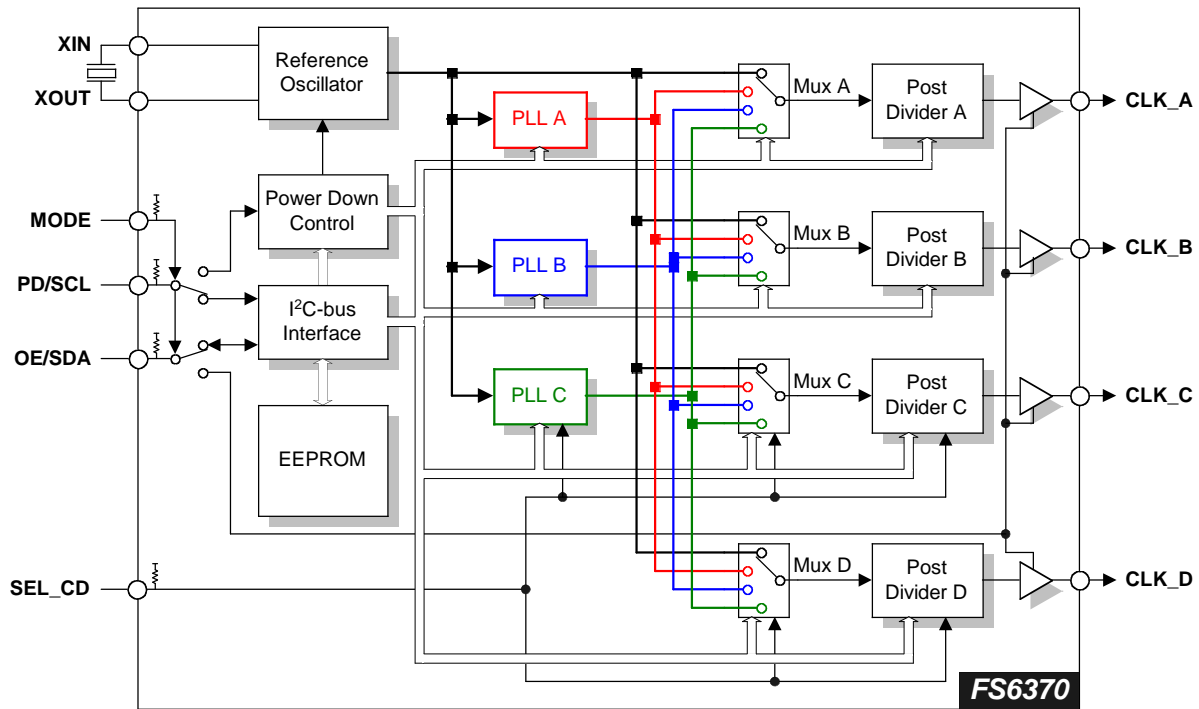 XIN
XOUT
Reference
Oscillator
PLL A
Mux A
Post
Divider A
CLK_A
MODE
Power Down
Control
PD/SCL
I²C-bus
Interface
OE/SDA
PLL B
Mux B
Post
Divider B
CLK_B
EEPROM
PLL C
Mux C
Post
Divider C
CLK_C
SEL_CD
Mux D
Post
Divider D
CLK_D
FS6370